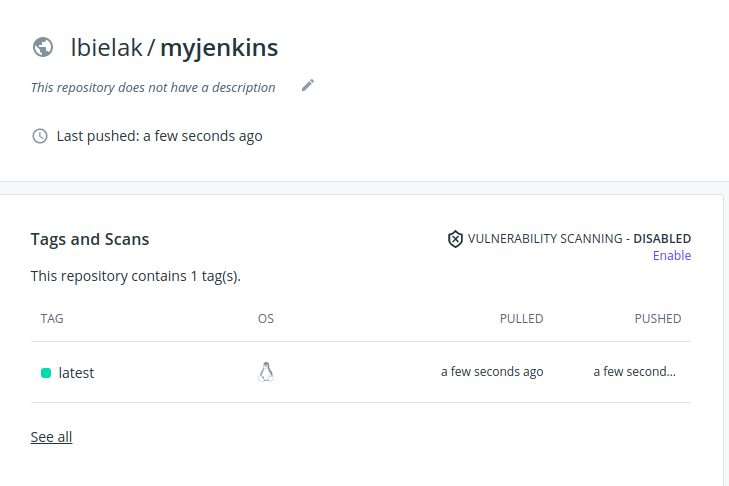 lbielak / myjenkins
This repository does not have a description
Last pushed: a few seconds ago
Tags and Scans
VULNERABILITY SCANNING - DISABLED
Enable
This repository contains 1 tag(s).
TAG OS PULLED PUSHED
latest a few seconds ago a few second...
See all